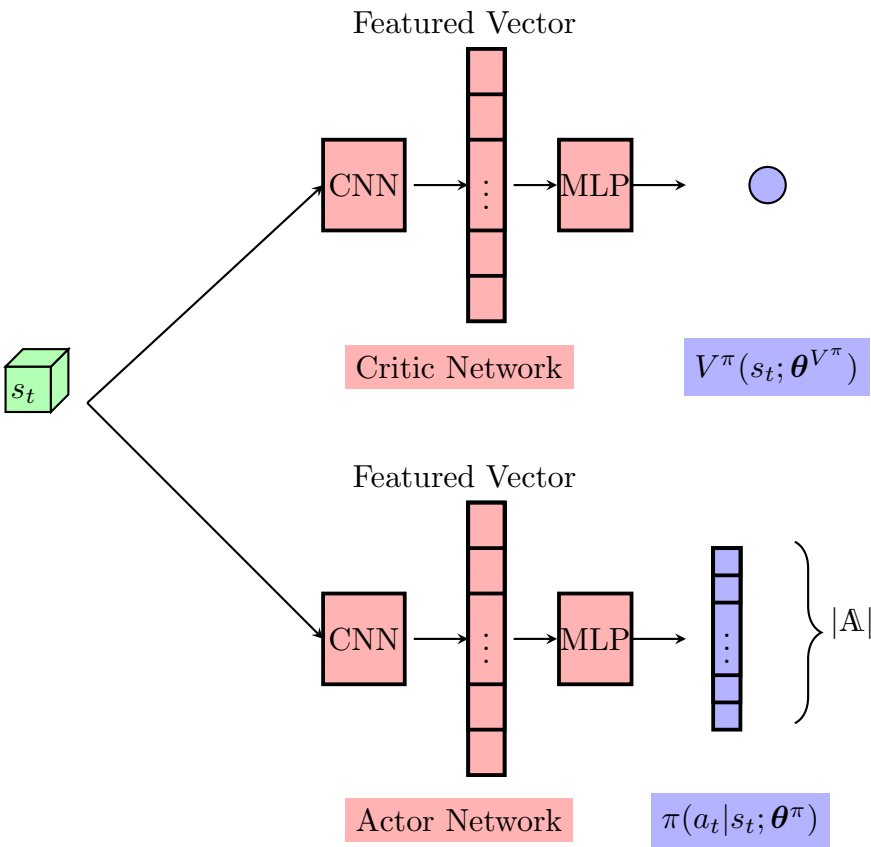 Featured Vector
CNN
⋮
MLP
Critic Network
V^π(s_t; θ^{V^π})
s_t
Featured Vector
CNN
⋮
MLP
⋮
|𝔸|
Actor Network
π(a_t|s_t; θ^π)